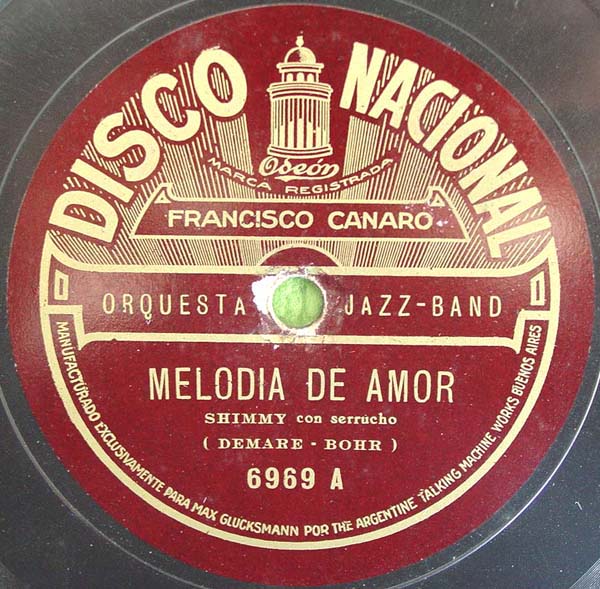 DISCO NACIONAL
Odeón
MARCA REGISTRADA
FRANCISCO CANARO
ORQUESTA JAZZ-BAND
MELODIA DE AMOR
SHIMMY con serrucho
( DEMARE - BOHR )
6969 A
MANUFACTURADO EXCLUSIVAMENTE PARA MAX GLÜCKSMANN POR THE ARGENTINE TALKING MACHINE WORKS BUENOS AIRES